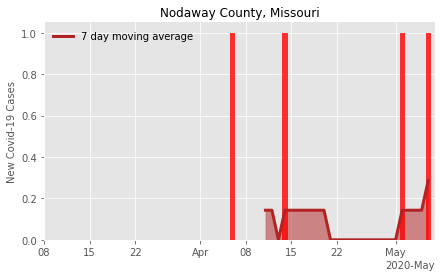 Nodaway County, Missouri
7 day moving average
New Covid-19 Cases
1.0
0.8
0.6
0.4
0.2
0.0
08 15 22 Apr 08 15 22 May
2020-May